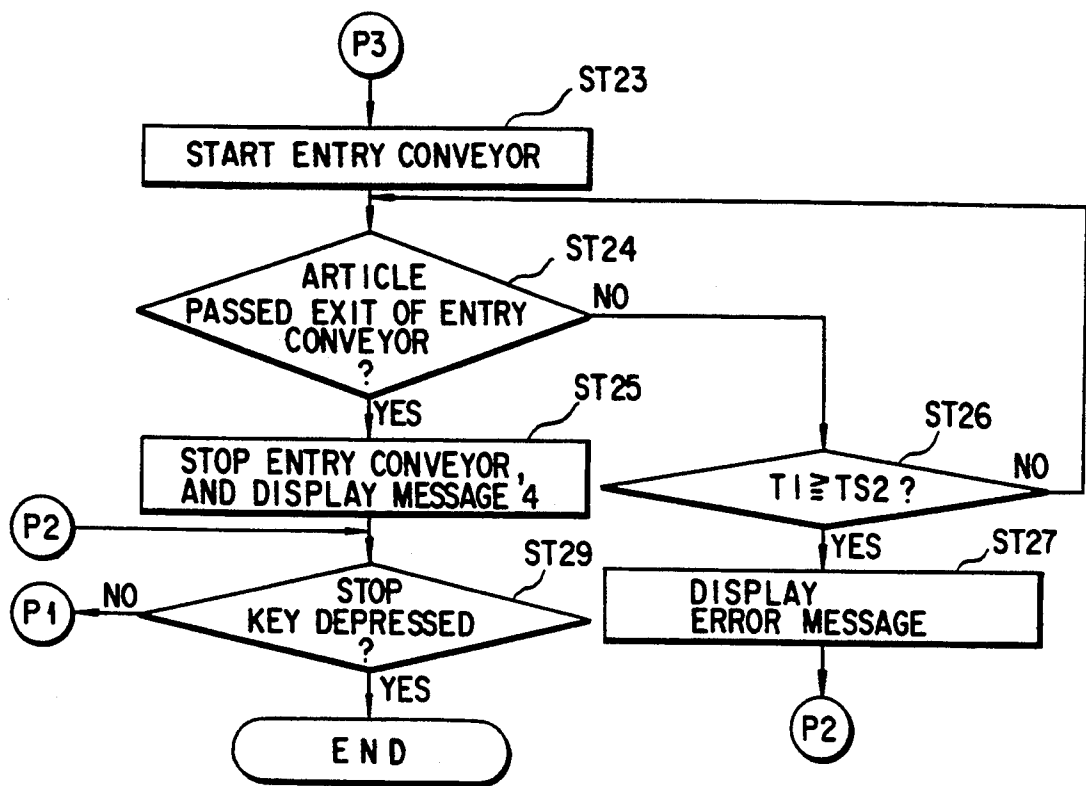 P3
ST23
START ENTRY CONVEYOR
ST24
ARTICLE
PASSED EXIT OF ENTRY
CONVEYOR
?
NO
YES
ST25
STOP ENTRY CONVEYOR,
AND DISPLAY MESSAGE '4
ST26
T1≧TS2?
NO
YES
P2
ST29
STOP
KEY DEPRESSED
?
NO
P1
YES
END
ST27
DISPLAY
ERROR MESSAGE
P2